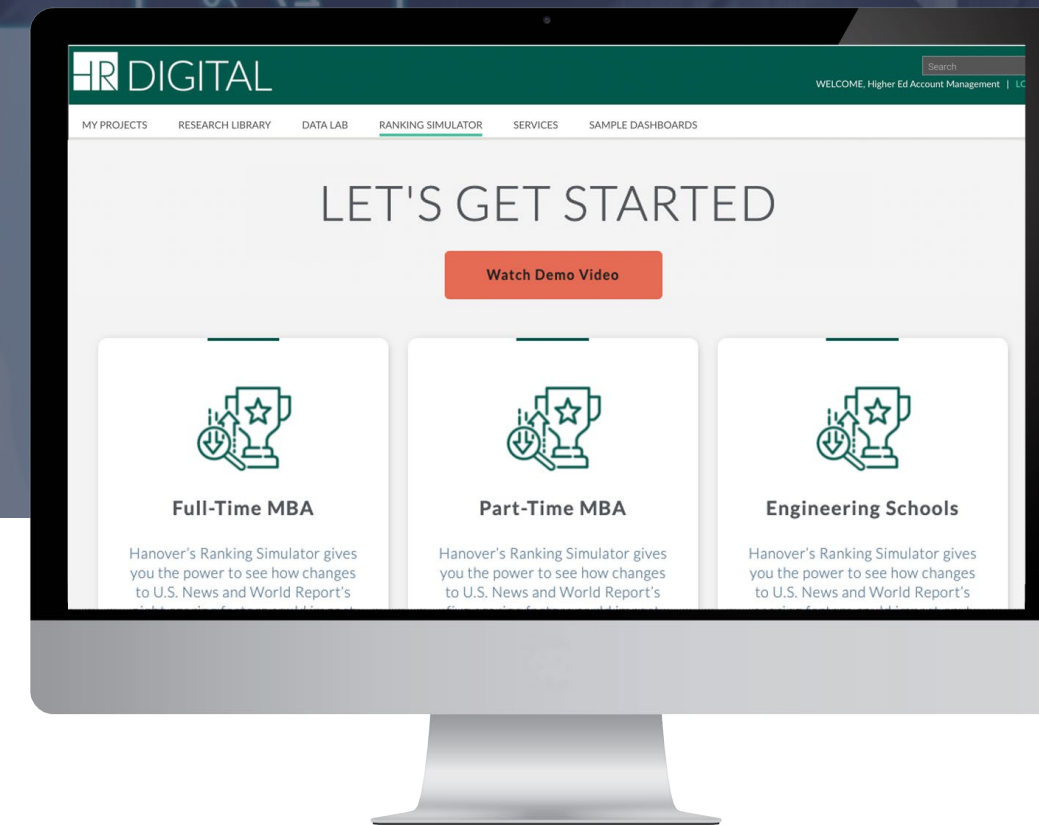 HR DIGITAL
Search
WELCOME, Higher Ed Account Management |
MY PROJECTS RESEARCH LIBRARY DATA LAB RANKING SIMULATOR SERVICES SAMPLE DASHBOARDS
LET'S GET STARTED
Watch Demo Video
Full-Time MBA
Hanover's Ranking Simulator gives
you the power to see how changes
to U.S. News and World Report's
Part-Time MBA
Hanover's Ranking Simulator gives
you the power to see how changes
to U.S. News and World Report's
Engineering Schools
Hanover's Ranking Simulator gives
you the power to see how changes
to U.S. News and World Report's